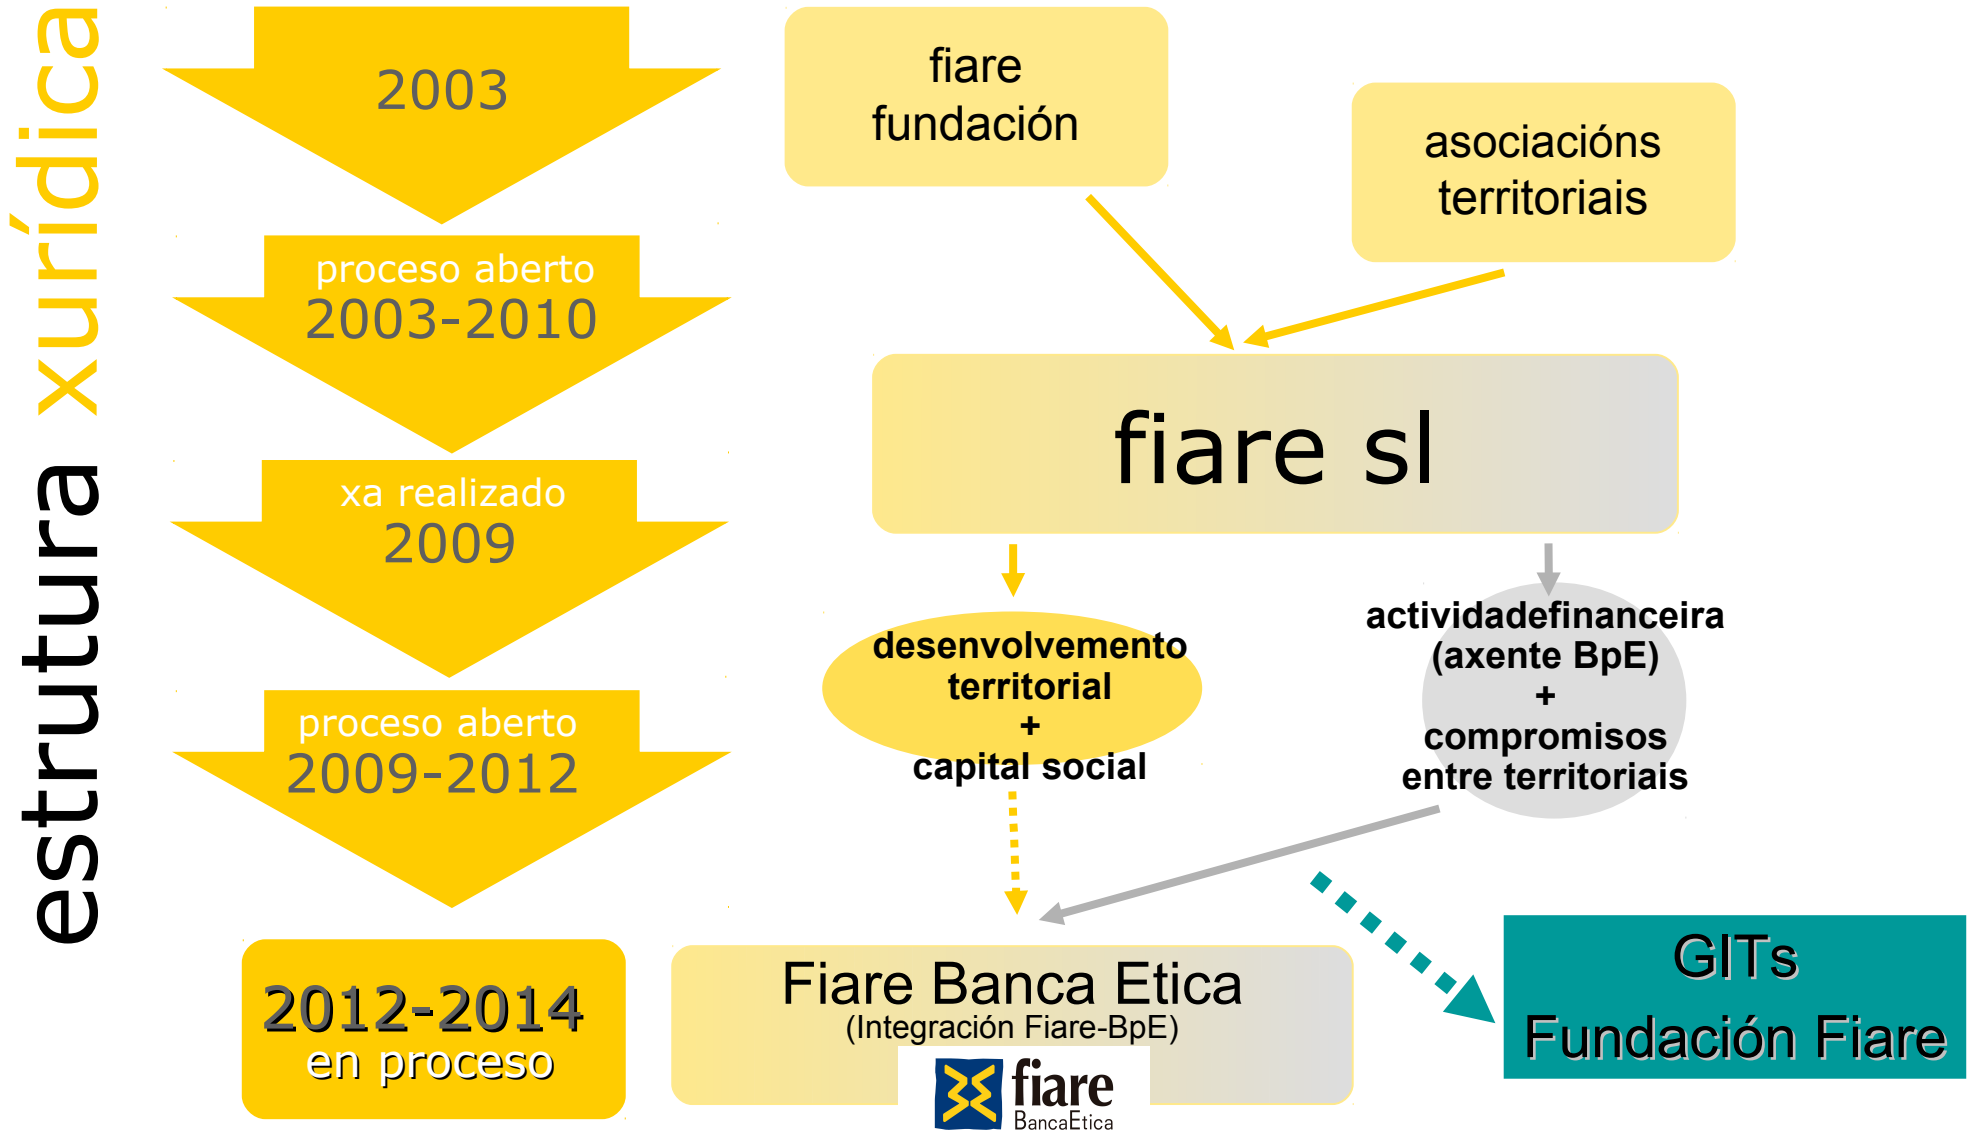 estrutura xurídica
2003
proceso aberto
2003-2010
xa realizado
2009
proceso aberto
2009-2012
2012-2014
en proceso
fiare
fundación
asociacións
territoriais
fiare sl
desenvolvemento
territorial
+
capital social
actividadefinanceira
(axente BpE)
+
compromisos
entre territoriais
Fiare Banca Etica
(Integración Fiare-BpE)
fiare
BancaEtica
GITs
Fundación Fiare